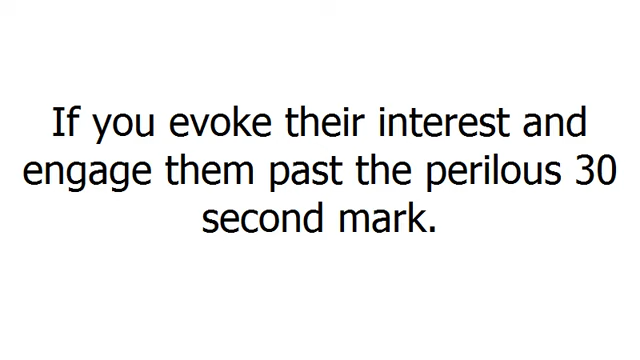 If you evoke their interest and
engage them past the perilous 30
second mark.